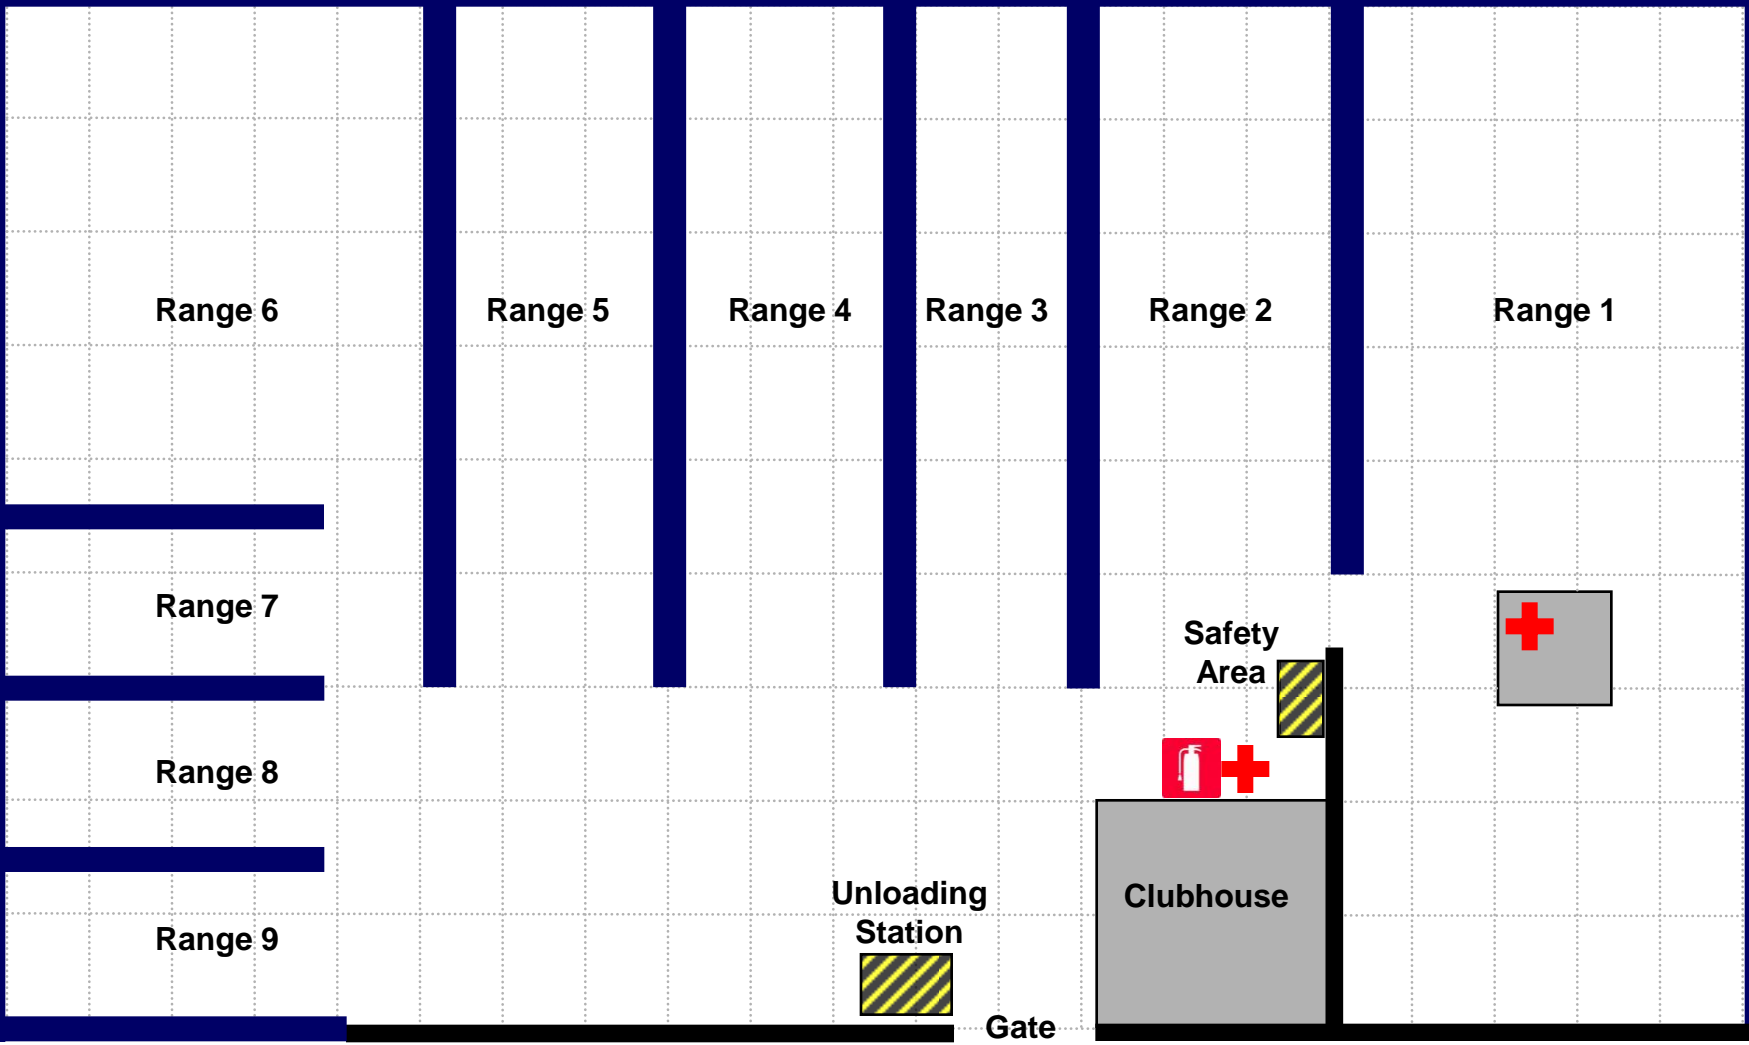 Range 6
Range 5
Range 4
Range 3
Range 2
Range 1
Range 7
Safety
Area
Range 8
Unloading
Station
Clubhouse
Range 9
Gate